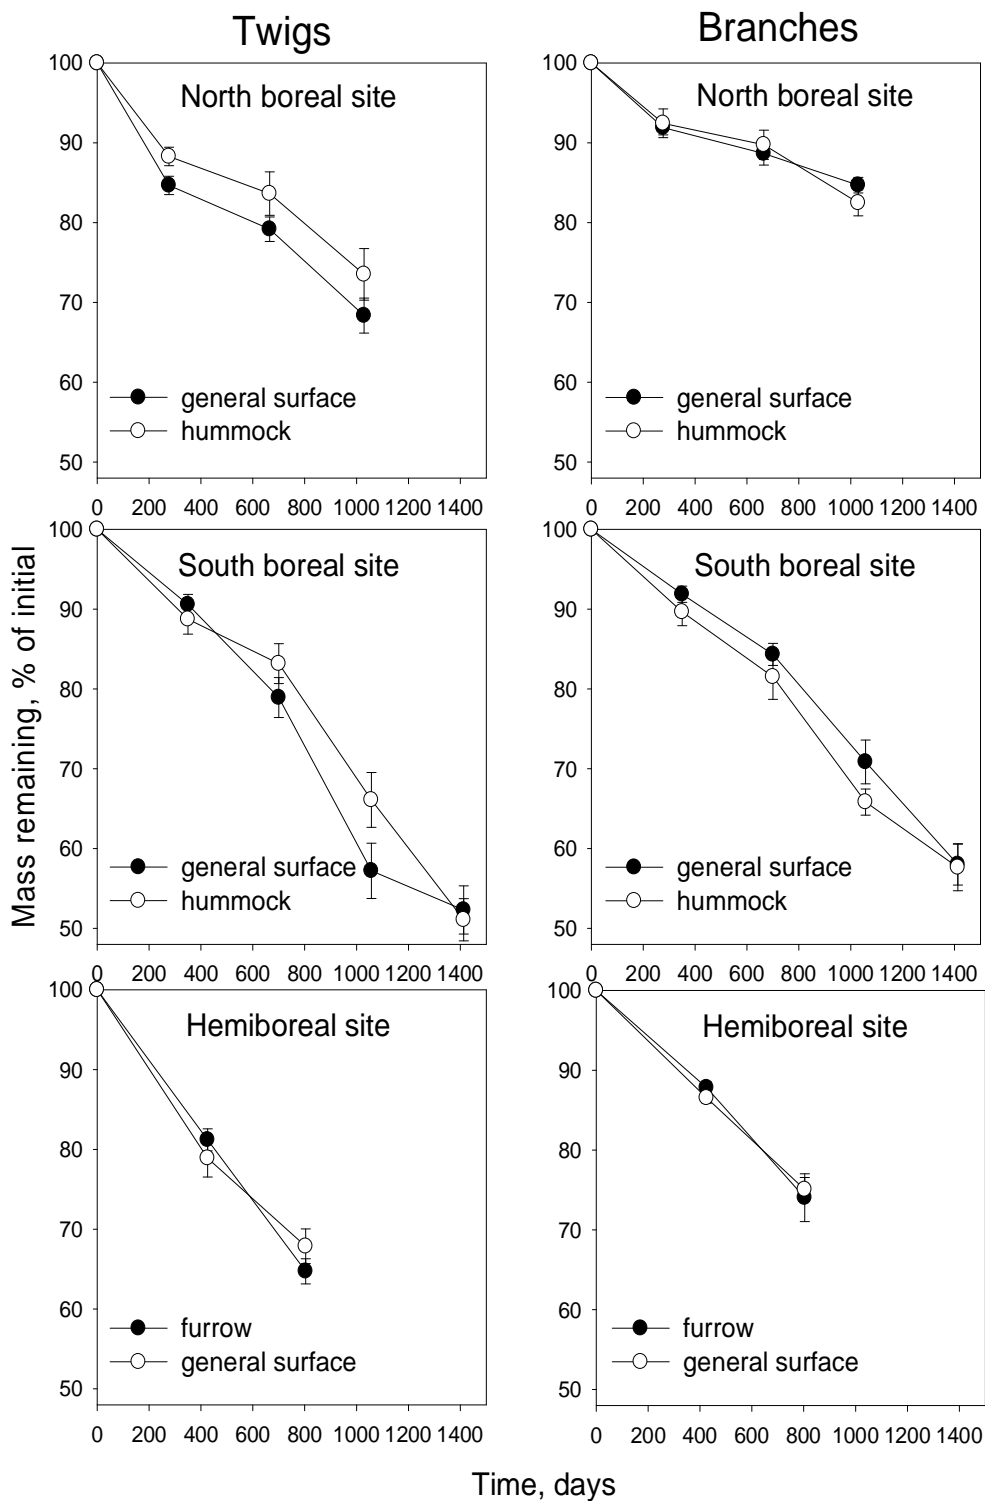 Twigs
Branches
Mass remaining, % of initial
North boreal site
100
90
80
70
60
50
general surface
hummock
0 200 400 600 800 1000 1200 1400
North boreal site
100
90
80
70
60
50
general surface
hummock
0 200 400 600 800 1000 1200 1400
South boreal site
100
90
80
70
60
50
general surface
hummock
0 200 400 600 800 1000 1200 1400
South boreal site
100
90
80
70
60
50
general surface
hummock
0 200 400 600 800 1000 1200 1400
Hemiboreal site
100
90
80
70
60
50
furrow
general surface
0 200 400 600 800 1000 1200 1400
Hemiboreal site
100
90
80
70
60
50
furrow
general surface
0 200 400 600 800 1000 1200 1400
Time, days